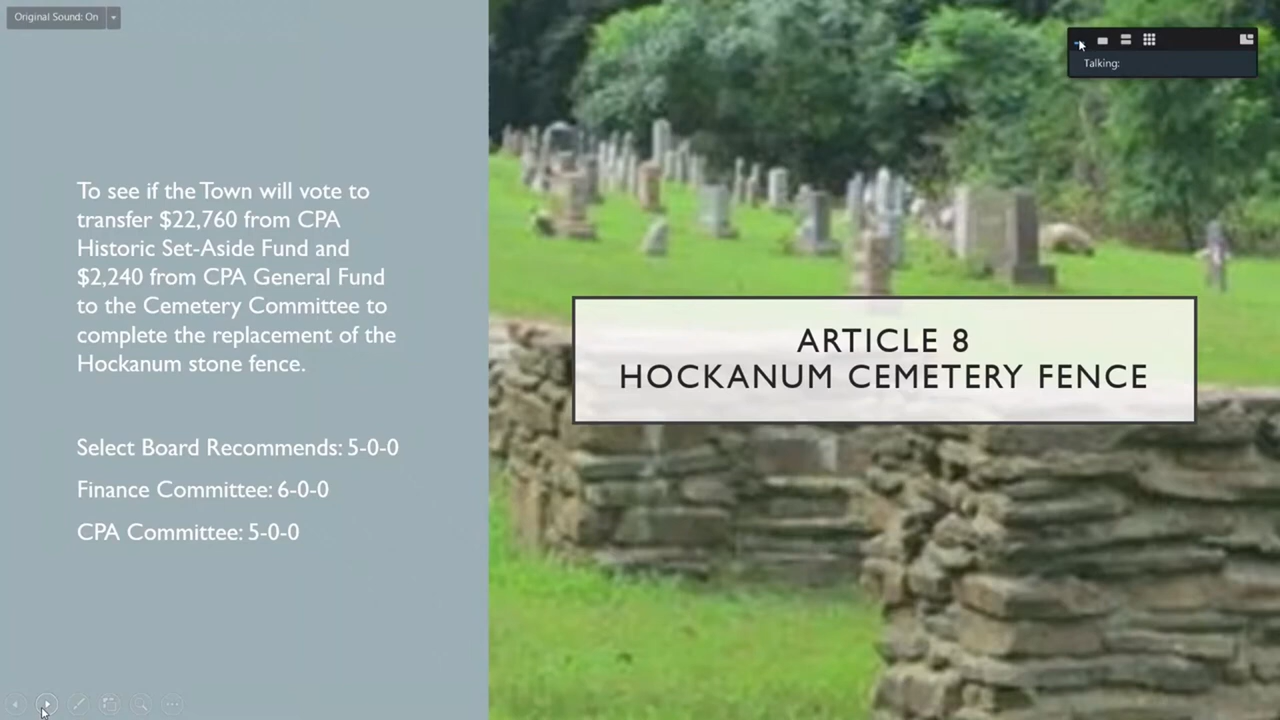 Original Sound: On
Talking:
To see if the Town will vote to
transfer $22,760 from CPA
Historic Set-Aside Fund and
$2,240 from CPA General Fund
to the Cemetery Committee to
complete the replacement of the
Hockanum stone fence.
Select Board Recommends: 5-0-0
Finance Committee: 6-0-0
CPA Committee: 5-0-0
ARTICLE 8
HOCKANUM CEMETERY FENCE